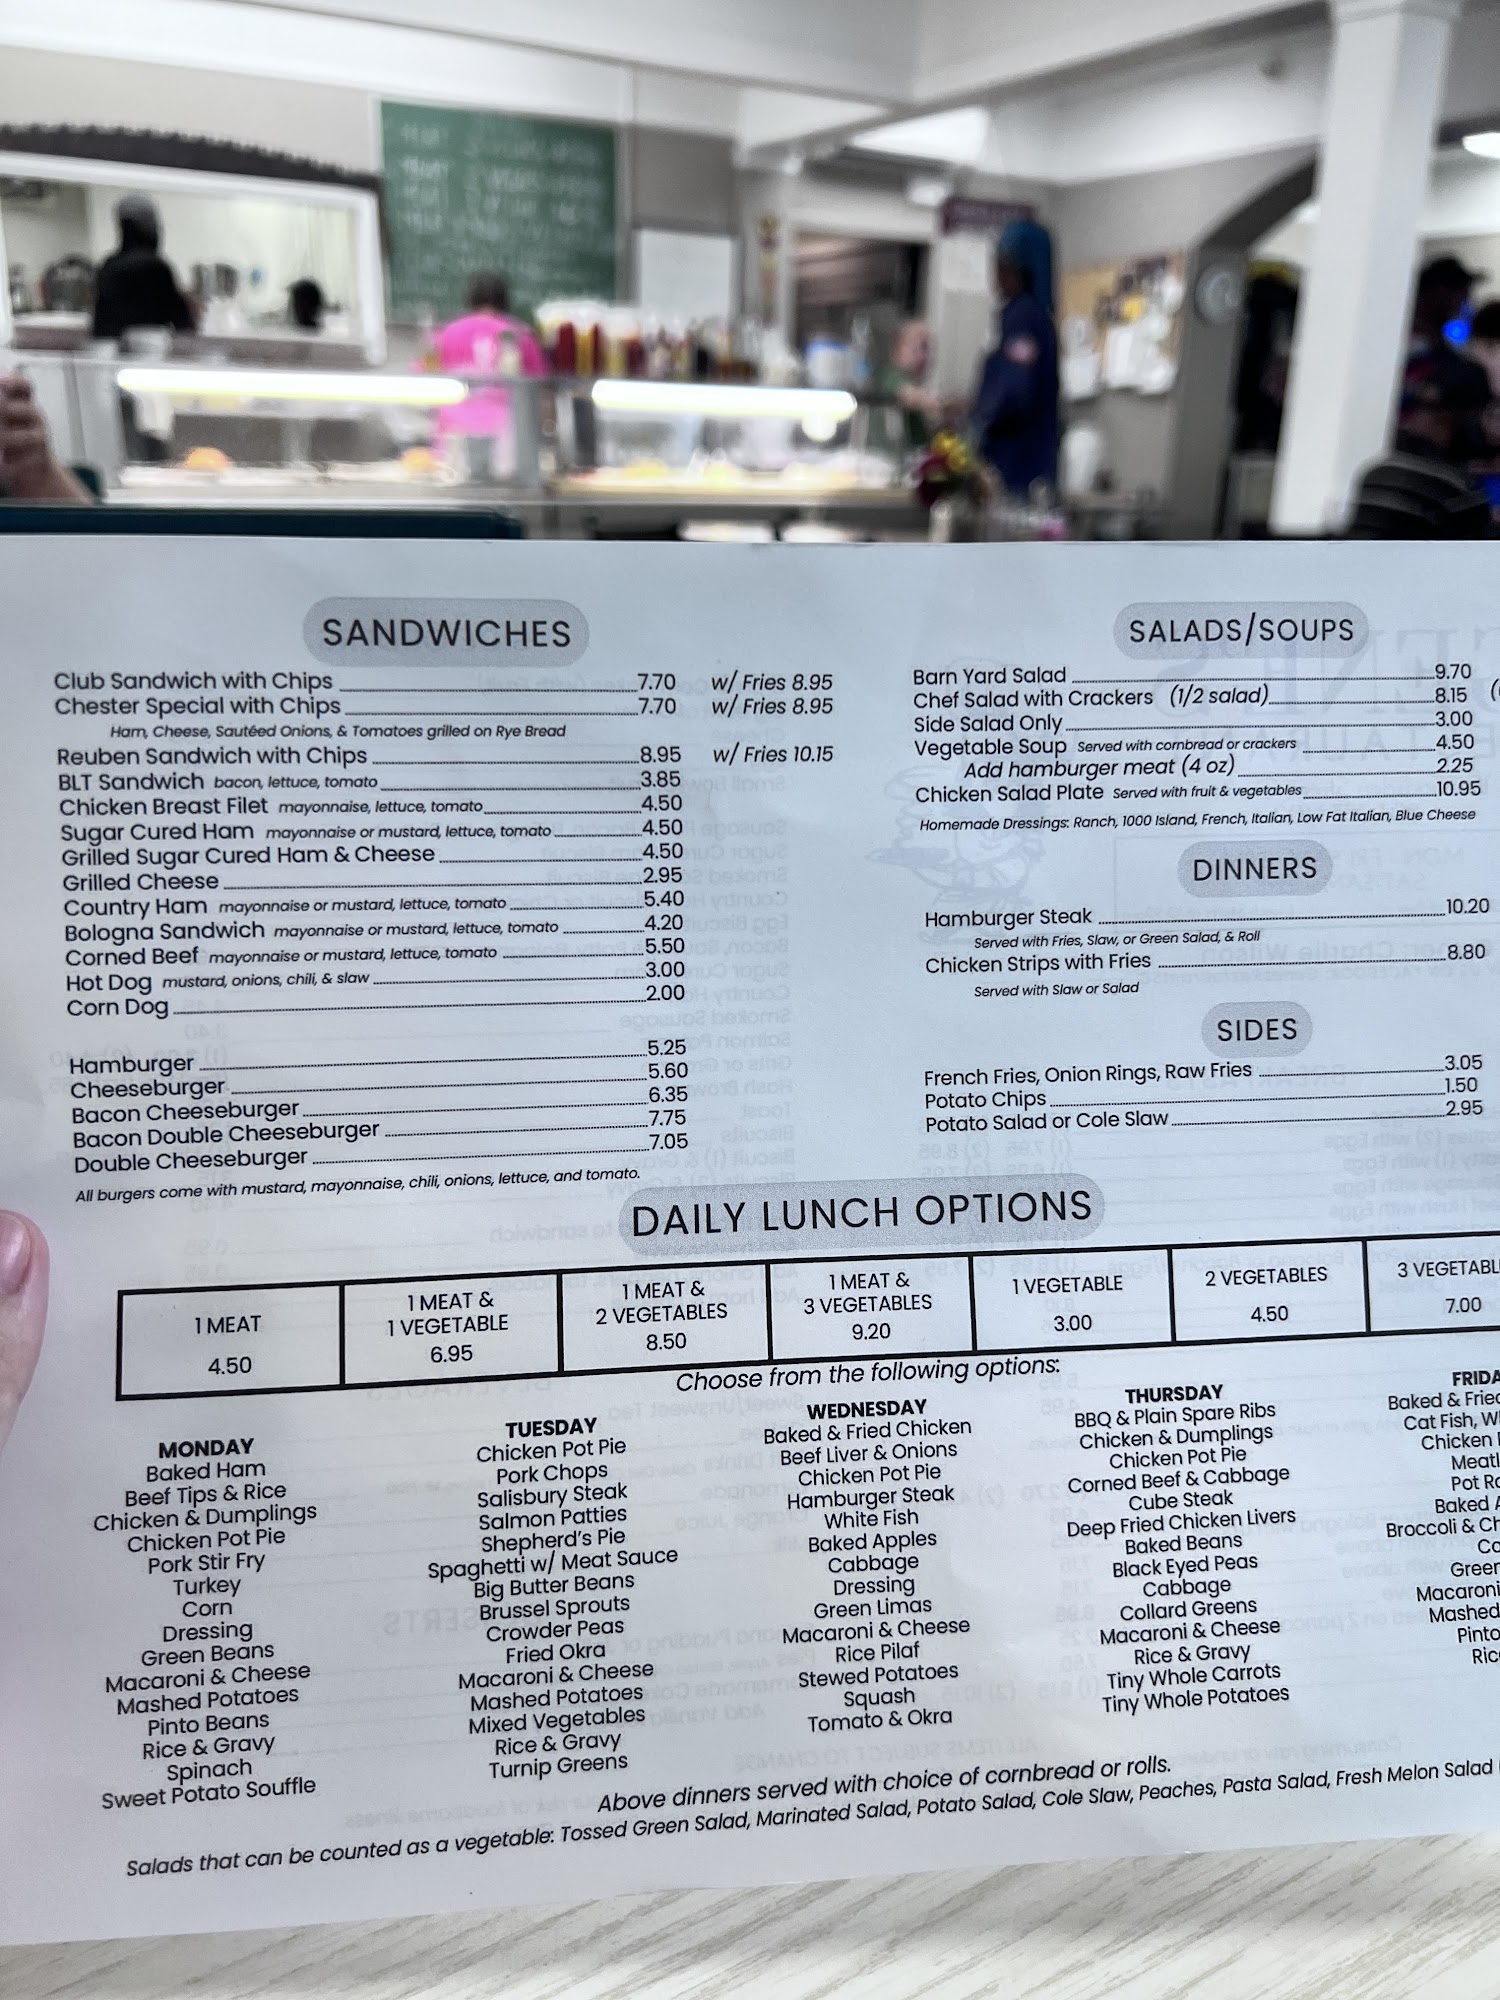 SANDWICHES
Club Sandwich with Chips 7.70 w/ Fries 8.95
Chester Special with Chips 7.70 w/ Fries 8.95
Ham, Cheese, Sautéed Onions, & Tomatoes grilled on Rye Bread
Reuben Sandwich with Chips 8.95 w/ Fries 10.15
BLT Sandwich bacon, lettuce, tomato 3.85
Chicken Breast Filet mayonnaise, lettuce, tomato 4.50
Sugar Cured Ham mayonnaise or mustard, lettuce, tomato 4.50
Grilled Sugar Cured Ham & Cheese 4.50
Grilled Cheese 2.95
Country Ham mayonnaise or mustard, lettuce, tomato 5.40
Bologna Sandwich mayonnaise or mustard, lettuce, tomato 4.20
Corned Beef mayonnaise or mustard, lettuce, tomato 5.50
Hot Dog mustard, onions, chili, & slaw 3.00
Corn Dog 2.00
Hamburger 5.25
Cheeseburger 5.60
Bacon Cheeseburger 6.35
Bacon Double Cheeseburger 7.75
Double Cheeseburger 7.05
All burgers come with mustard, mayonnaise, chili, onions, lettuce, and tomato.
SALADS/SOUPS
Barn Yard Salad 9.70
Chef Salad with Crackers (1/2 salad) 8.15
Side Salad Only 3.00
Vegetable Soup Served with cornbread or crackers 4.50
Add hamburger meat (4 oz) 2.25
Chicken Salad Plate Served with fruit & vegetables 10.95
Homemade Dressings: Ranch, 1000 Island, French, Italian, Low Fat Italian, Blue Cheese
DINNERS
Hamburger Steak 10.20
Served with Fries, Slaw, or Green Salad, & Roll
Chicken Strips with Fries 8.80
Served with Slaw or Salad
SIDES
French Fries, Onion Rings, Raw Fries 3.05
Potato Chips 1.50
Potato Salad or Cole Slaw 2.95
DAILY LUNCH OPTIONS
1 MEAT
4.50
1 MEAT &
1 VEGETABLE
6.95
1 MEAT &
2 VEGETABLES
8.50
1 MEAT &
3 VEGETABLES
9.20
1 VEGETABLE
3.00
2 VEGETABLES
4.50
3 VEGETABL
7.00
Choose from the following options:
MONDAY
Baked Ham
Beef Tips & Rice
Chicken & Dumplings
Chicken Pot Pie
Pork Stir Fry
Turkey
Corn
Dressing
Green Beans
Macaroni & Cheese
Mashed Potatoes
Pinto Beans
Rice & Gravy
Spinach
Sweet Potato Souffle
TUESDAY
Chicken Pot Pie
Pork Chops
Salisbury Steak
Salmon Patties
Shepherd's Pie
Spaghetti w/ Meat Sauce
Big Butter Beans
Brussel Sprouts
Crowder Peas
Fried Okra
Macaroni & Cheese
Mashed Potatoes
Mixed Vegetables
Rice & Gravy
Turnip Greens
WEDNESDAY
Baked & Fried Chicken
Beef Liver & Onions
Chicken Pot Pie
Hamburger Steak
White Fish
Baked Apples
Cabbage
Dressing
Green Limas
Macaroni & Cheese
Rice Pilaf
Stewed Potatoes
Squash
Tomato & Okra
THURSDAY
BBQ & Plain Spare Ribs
Chicken & Dumplings
Chicken Pot Pie
Corned Beef & Cabbage
Cube Steak
Deep Fried Chicken Livers
Baked Beans
Black Eyed Peas
Cabbage
Collard Greens
Macaroni & Cheese
Rice & Gravy
Tiny Whole Carrots
Tiny Whole Potatoes
FRIDA
Baked & Fried
Cat Fish, W
Chicken
Meatl
Pot Ro
Baked A
Broccoli & Ch
Co
Green
Macaroni
Mashed
Pinto
Ric
Above dinners served with choice of cornbread or rolls.
Salads that can be counted as a vegetable: Tossed Green Salad, Marinated Salad, Potato Salad, Cole Slaw, Peaches, Pasta Salad, Fresh Melon Salad